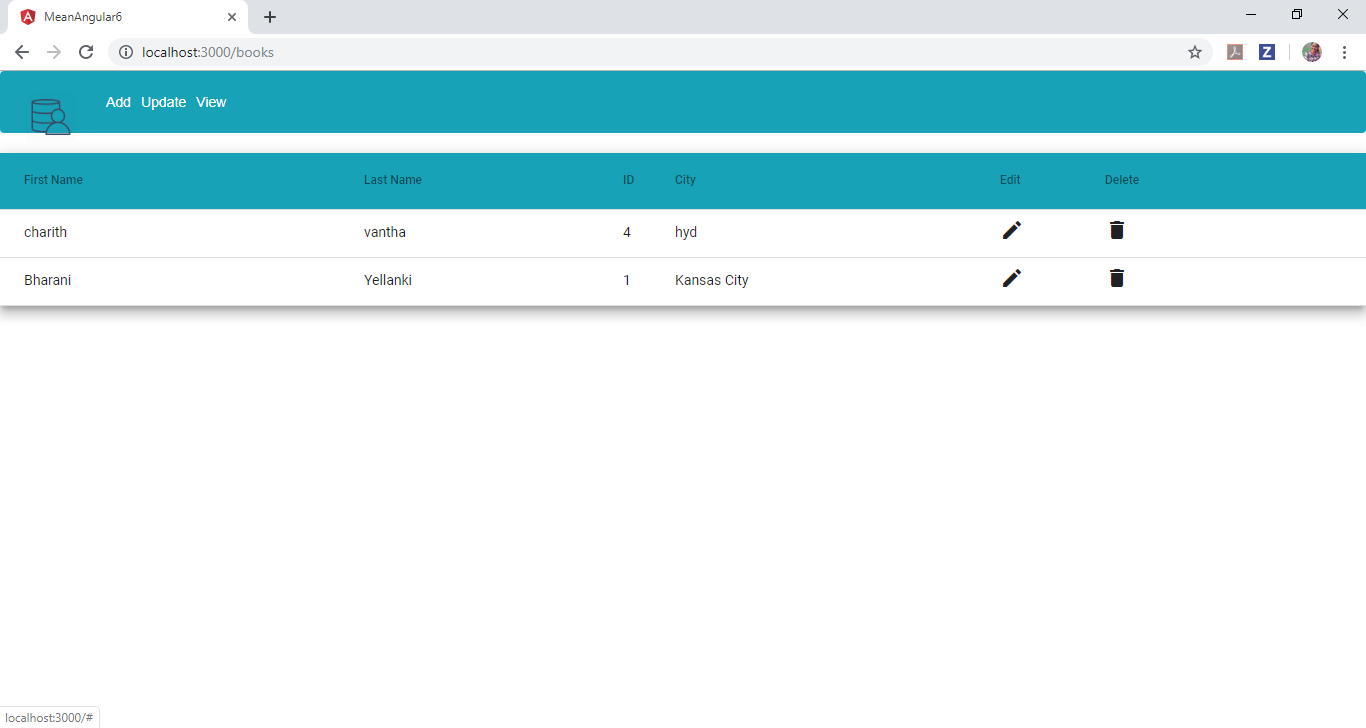 MeanAngular6
localhost:3000/books
Add Update View
First Name Last Name ID City Edit Delete
charith vantha 4 hyd
Bharani Yellanki 1 Kansas City
localhost:3000/#